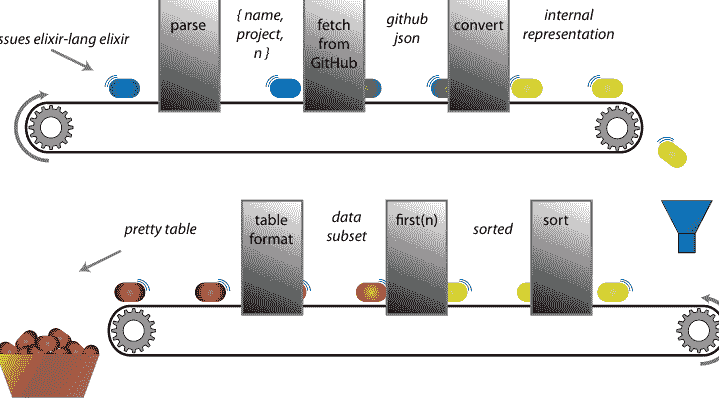 issues elixir-lang elixir
parse
{ name,
project,
n }
fetch
from
GitHub
github
json
convert
internal
representation
pretty table
table
format
data
subset
first(n)
sorted
sort